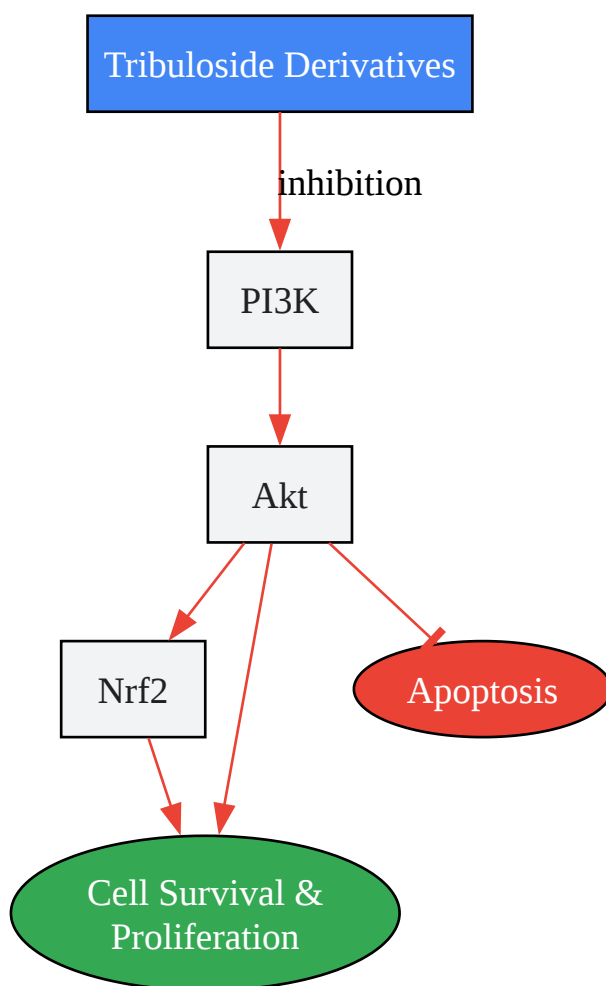 Tribuloside Derivatives
inhibition
PI3K
Akt
Nrf2
Apoptosis
Cell Survival &
Proliferation